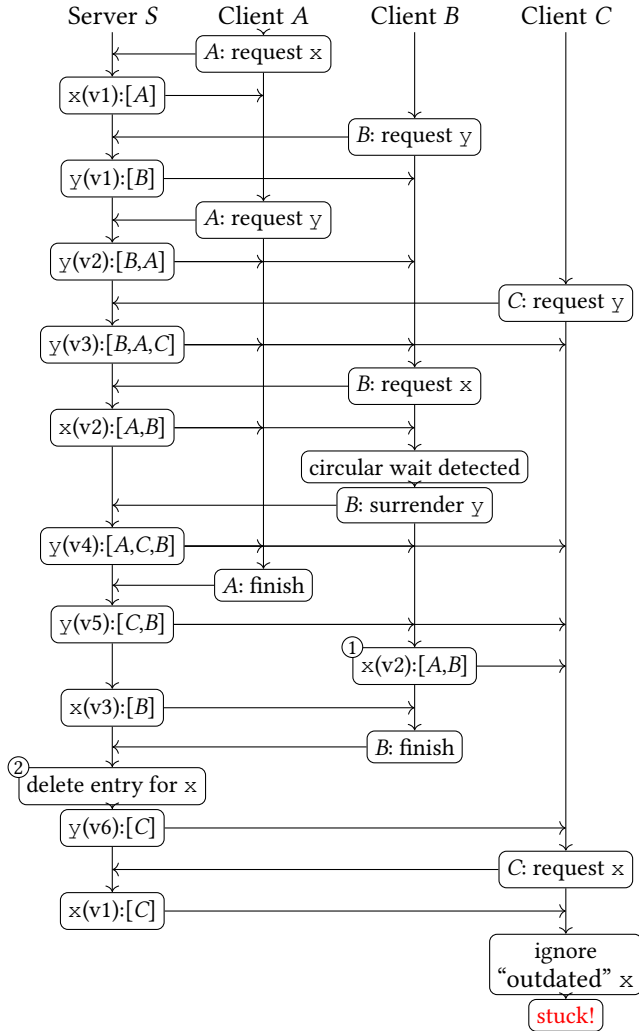 Server S Client A Client B Client C
A: request x
x(v1):[A]
B: request y
y(v1):[B]
A: request y
y(v2):[B,A]
C: request y
y(v3):[B,A,C]
B: request x
x(v2):[A,B]
circular wait detected
B: surrender y
y(v4):[A,C,B]
A: finish
y(v5):[C,B]
1
x(v2):[A,B]
x(v3):[B]
B: finish
2
delete entry for x
y(v6):[C]
C: request x
x(v1):[C]
ignore
“outdated” x
stuck!